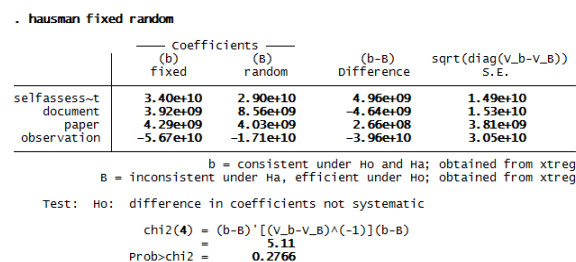 . hausman fixed random
Coefficients
(b) (B) (b-B) sqrt(diag(V_b-V_B))
fixed random Difference S.E.
selfassess~t 3.40e+10 2.90e+10 4.96e+09 1.49e+10
document 3.92e+09 8.56e+09 -4.64e+09 1.53e+10
paper 4.29e+09 4.03e+09 2.66e+08 3.81e+09
observation -5.67e+10 -1.71e+10 -3.96e+10 3.05e+10
b = consistent under Ho and Ha; obtained from xtreg
B = inconsistent under Ha, efficient under Ho; obtained from xtreg
Test: Ho: difference in coefficients not systematic
chi2(4) = (b-B)'[(V_b-V_B)^(-1)](b-B)
= 5.11
Prob>chi2 = 0.2766